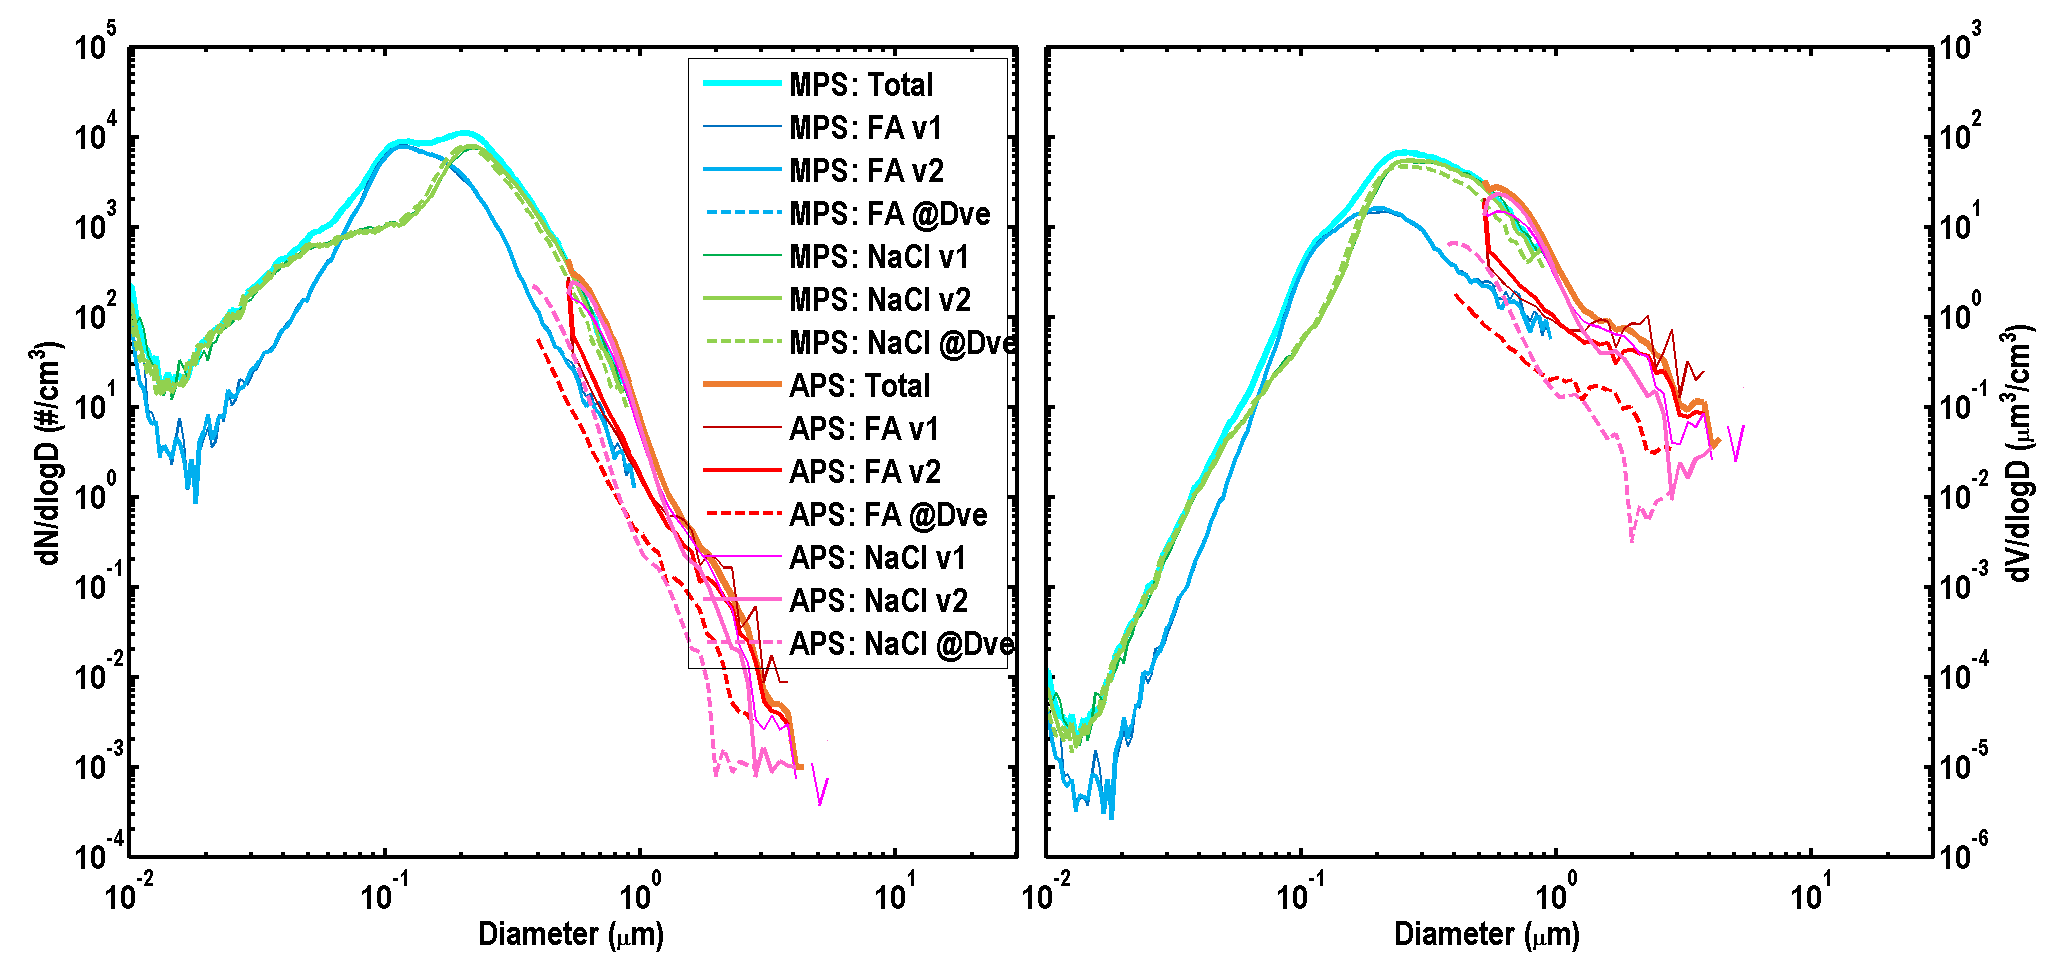 10^5
10^4
10^3
10^2
10^1
10^0
10^-1
10^-2
10^-3
10^-4
dN/dlogD (#/cm^3)
10^-2
10^-1
10^0
10^1
Diameter (μm)
MPS: Total
MPS: FA v1
MPS: FA v2
MPS: FA @Dve
MPS: NaCl v1
MPS: NaCl v2
MPS: NaCl @Dve
APS: Total
APS: FA v1
APS: FA v2
APS: FA @Dve
APS: NaCl v1
APS: NaCl v2
APS: NaCl @Dve
10^-2
10^-1
10^0
10^1
Diameter (μm)
10^3
10^2
10^1
10^0
10^-1
10^-2
10^-3
10^-4
10^-5
10^-6
dV/dlogD (μm^3/cm^3)